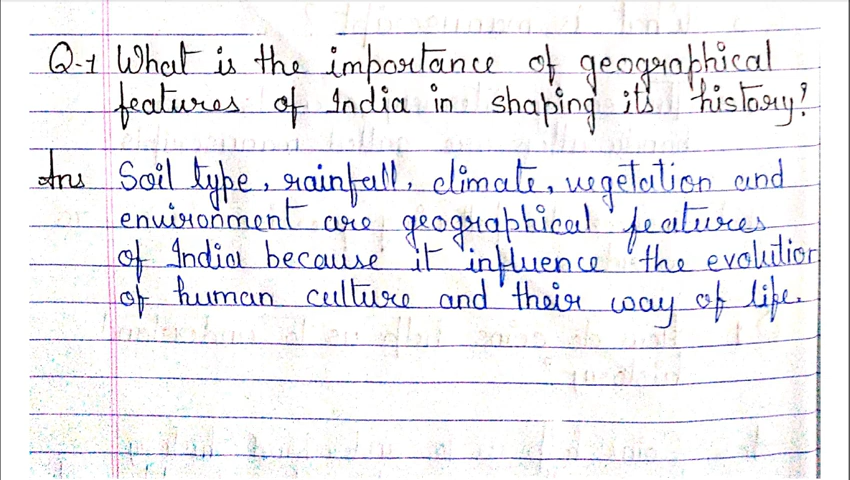 Q-1 What is the importance of geographical
features of India in shaping its history?
Ans Soil type, rainfall, climate, vegetation and
environment are geographical features
of India because it influence the evolution
of human culture and their way of life.